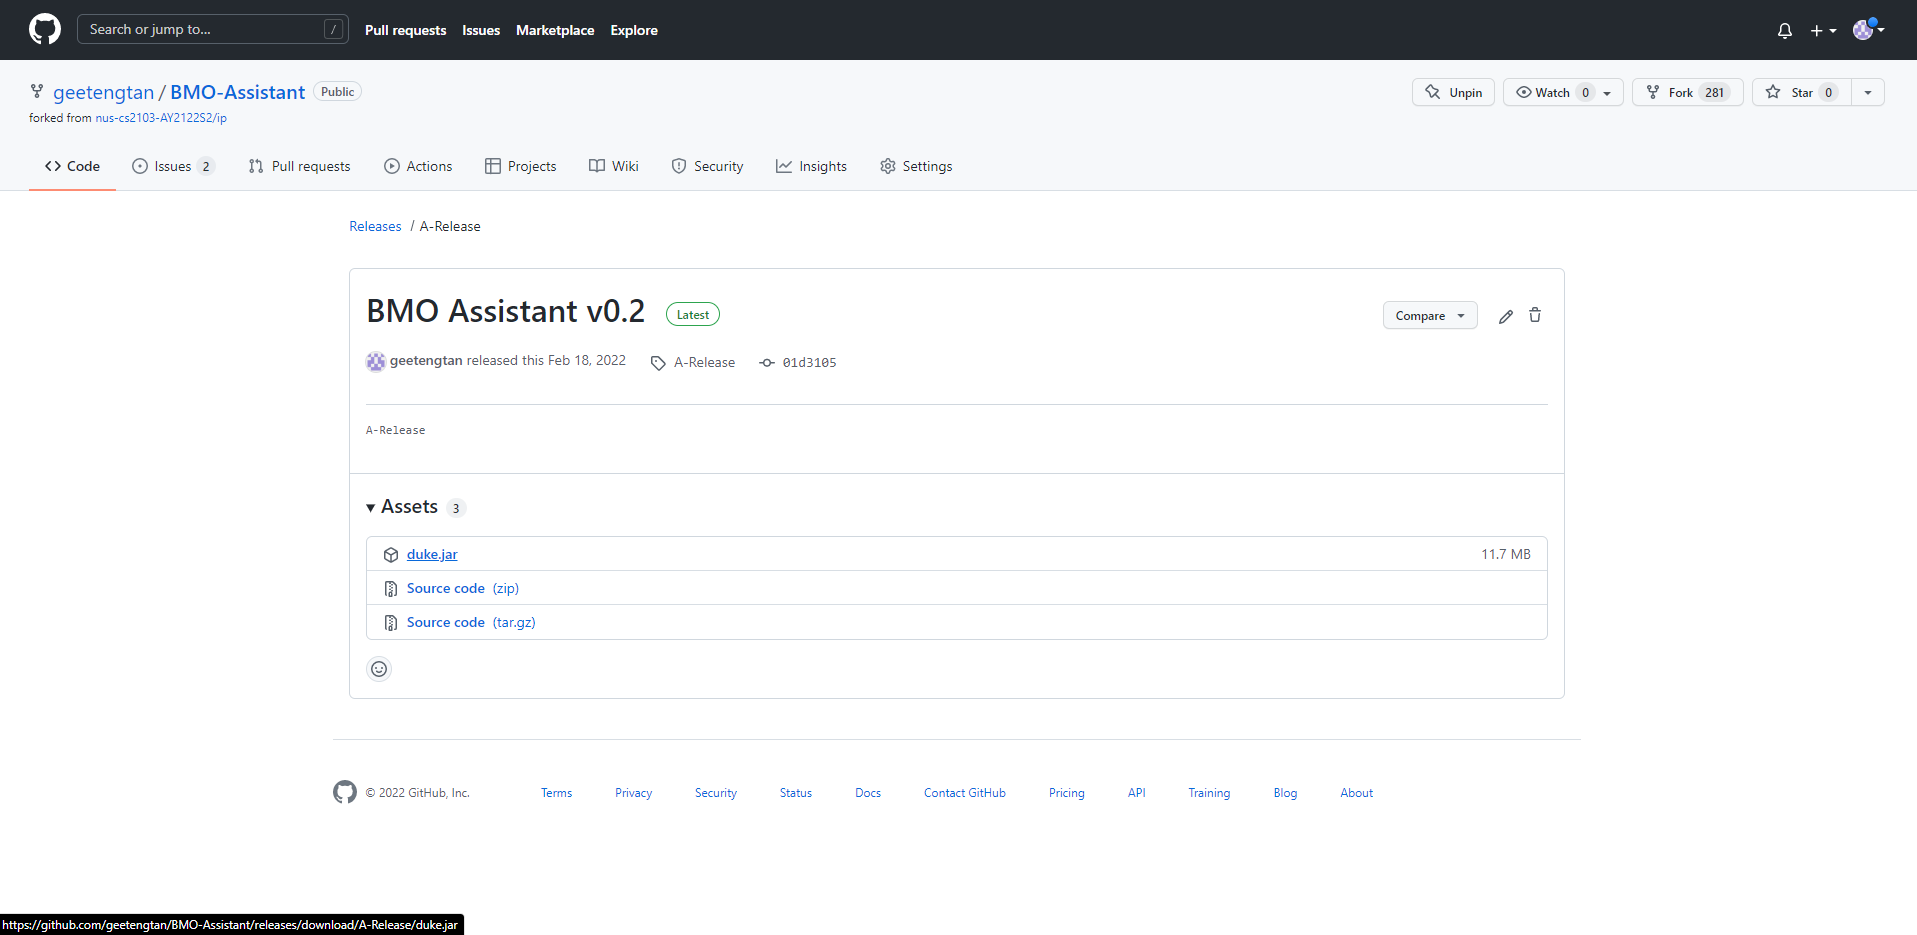 Search or jump to... / Pull requests Issues Marketplace Explore
geetengtan / BMO-Assistant Public Unpin Watch 0 Fork 281 Star 0
forked from nus-cs2103-AY2122S2/ip
Code Issues 2 Pull requests Actions Projects Wiki Security Insights Settings
Releases / A-Release
BMO Assistant v0.2 Latest Compare
geetengtan released this Feb 18, 2022 A-Release 01d3105
A-Release
Assets 3
duke.jar 11.7 MB
Source code (zip)
Source code (tar.gz)
© 2022 GitHub, Inc. Terms Privacy Security Status Docs Contact GitHub Pricing API Training Blog About
https://github.com/geetengtan/BMO-Assistant/releases/download/A-Release/duke.jar